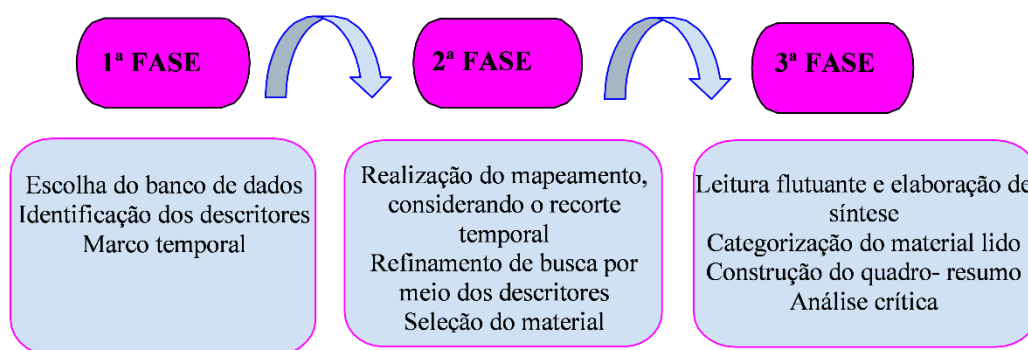 1ª FASE
Escolha do banco de dados
Identificação dos descritores
Marco temporal
2ª FASE
Realização do mapeamento,
considerando o recorte
temporal
Refinamento de busca por
meio dos descritores
Seleção do material
3ª FASE
Leitura flutuante e elaboração de
síntese
Categorização do material lido
Construção do quadro- resumo
Análise crítica